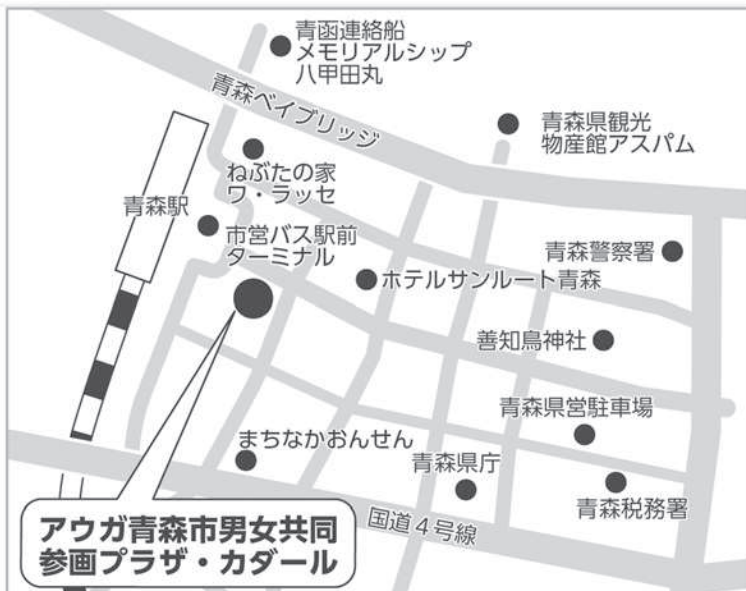 青函連絡船
メモリアルシップ
八甲田丸
青森ベイブリッジ
青森県観光
物産館アスパム
ねぶたの家
ワ・ラッセ
青森駅
市営バス駅前
ターミナル
青森警察署
ホテルサンルート青森
善知鳥神社
青森県営駐車場
まちなかおんせん
青森県庁
青森税務署
国道4号線
アウガ青森市男女共同
参画プラザ・カダール